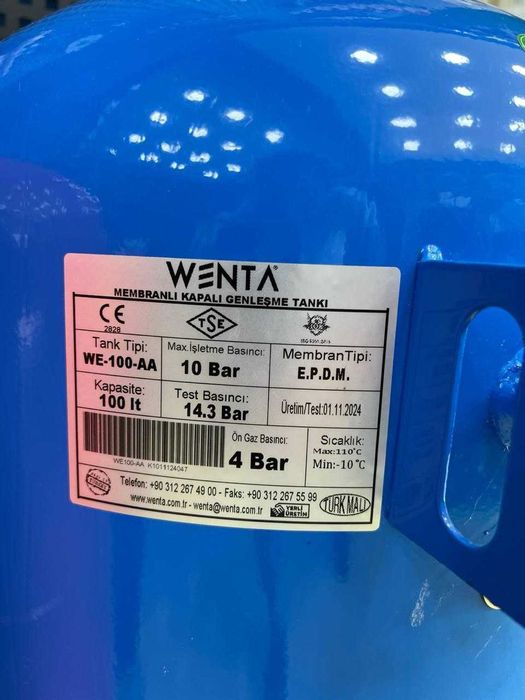 WENTA®
MEMBRANLI KAPALI GENLEŞME TANKI
CE
2828
TSE
Tank Tipi:
WE-100-AA
Max.İşletme Basıncı:
10 Bar
MembranTipi:
E.P.D.M.
Kapasite:
100 lt
Test Basıncı:
14.3 Bar
Üretim/Test:01.11.2024
WE100-AA K1011124047
Ön Gaz Basıncı:
4 Bar
Sıcaklık:
Max:110°C
Min:-10°C
Telefon: +90 312 267 49 00 - Faks: +90 312 267 55 99
www.wenta.com.tr - wenta@wenta.com.tr
YERLİ
ÜRETİM
TÜRK MALI